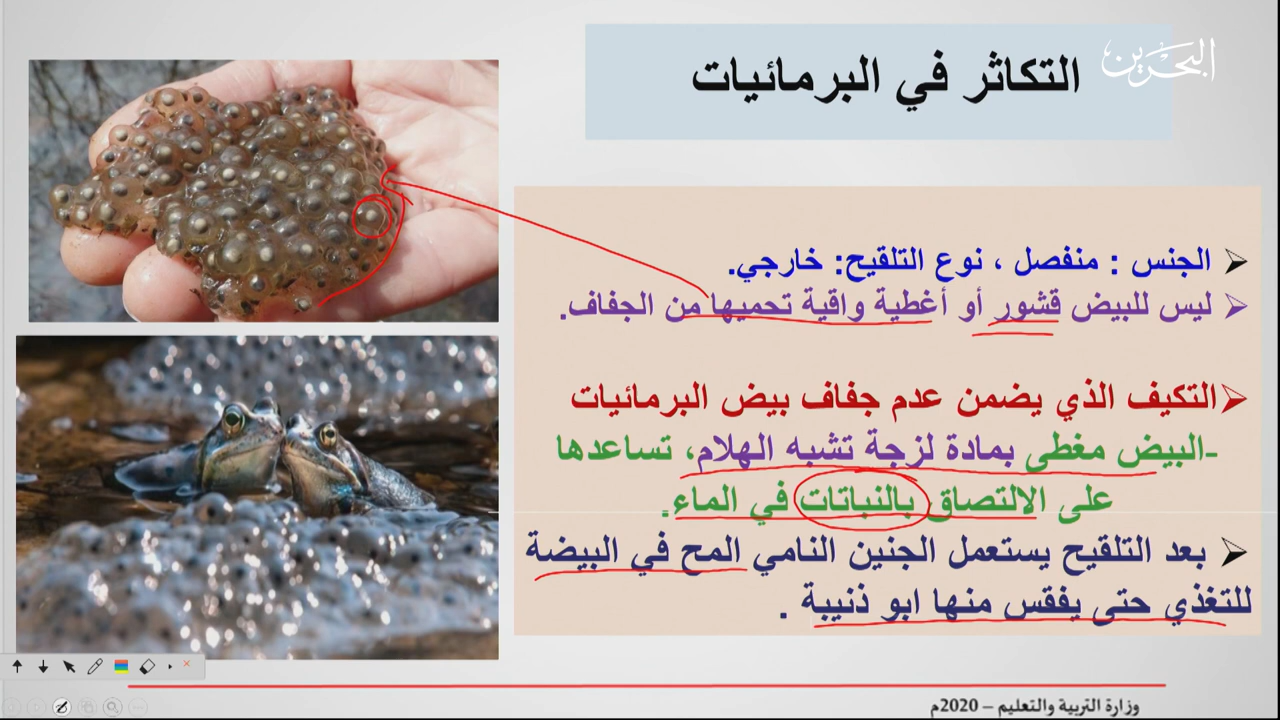 البحرين
التكاثر في البرمائيات
الجنس : منفصل ، نوع التلقيح: خارجي.
ليس للبيض قشور أو أغطية واقية تحميها من الجفاف.
التكيف الذي يضمن عدم جفاف بيض البرمائيات
-البيض مغطى بمادة لزجة تشبه الهلام، تساعدها
على الالتصاق بالنباتات في الماء.
بعد التلقيح يستعمل الجنين النامي المح في البيضة
للتغذي حتى يفقس منها ابو ذنيبة .
وزارة التربية والتعليم – 2020م